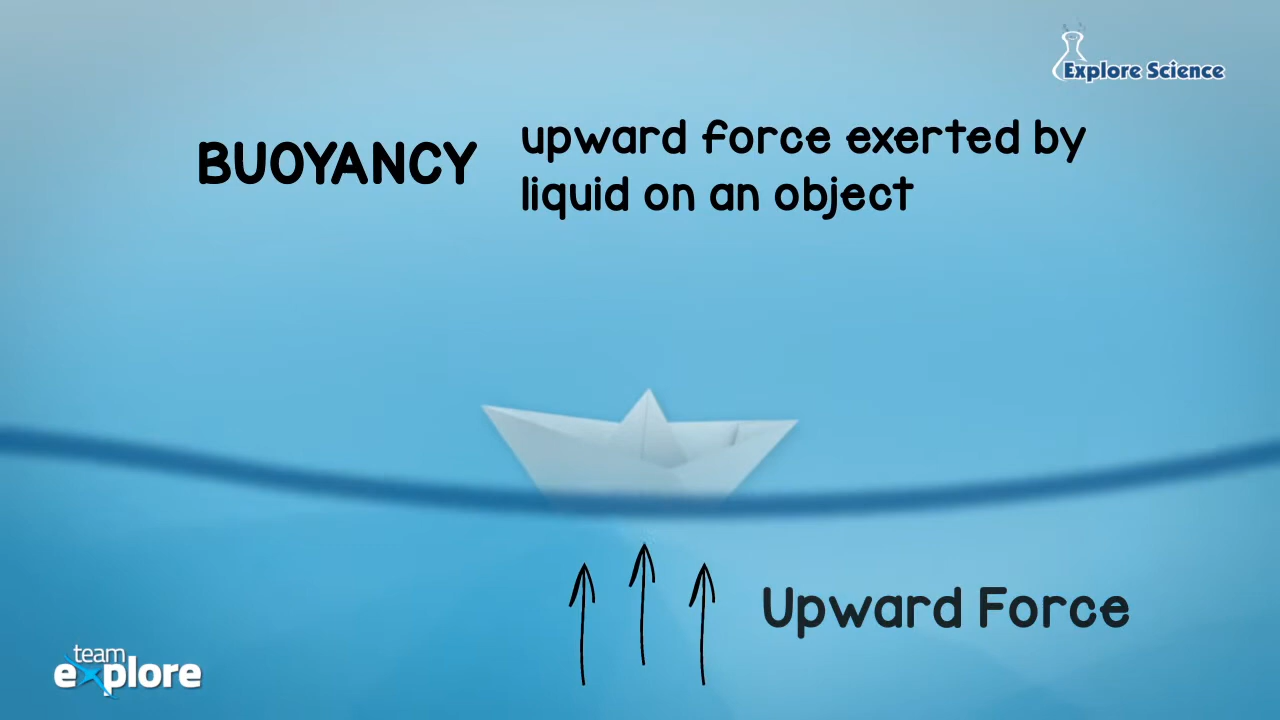 Explore Science
BUOYANCY
upward force exerted by
liquid on an object
Upward Force
team
explore